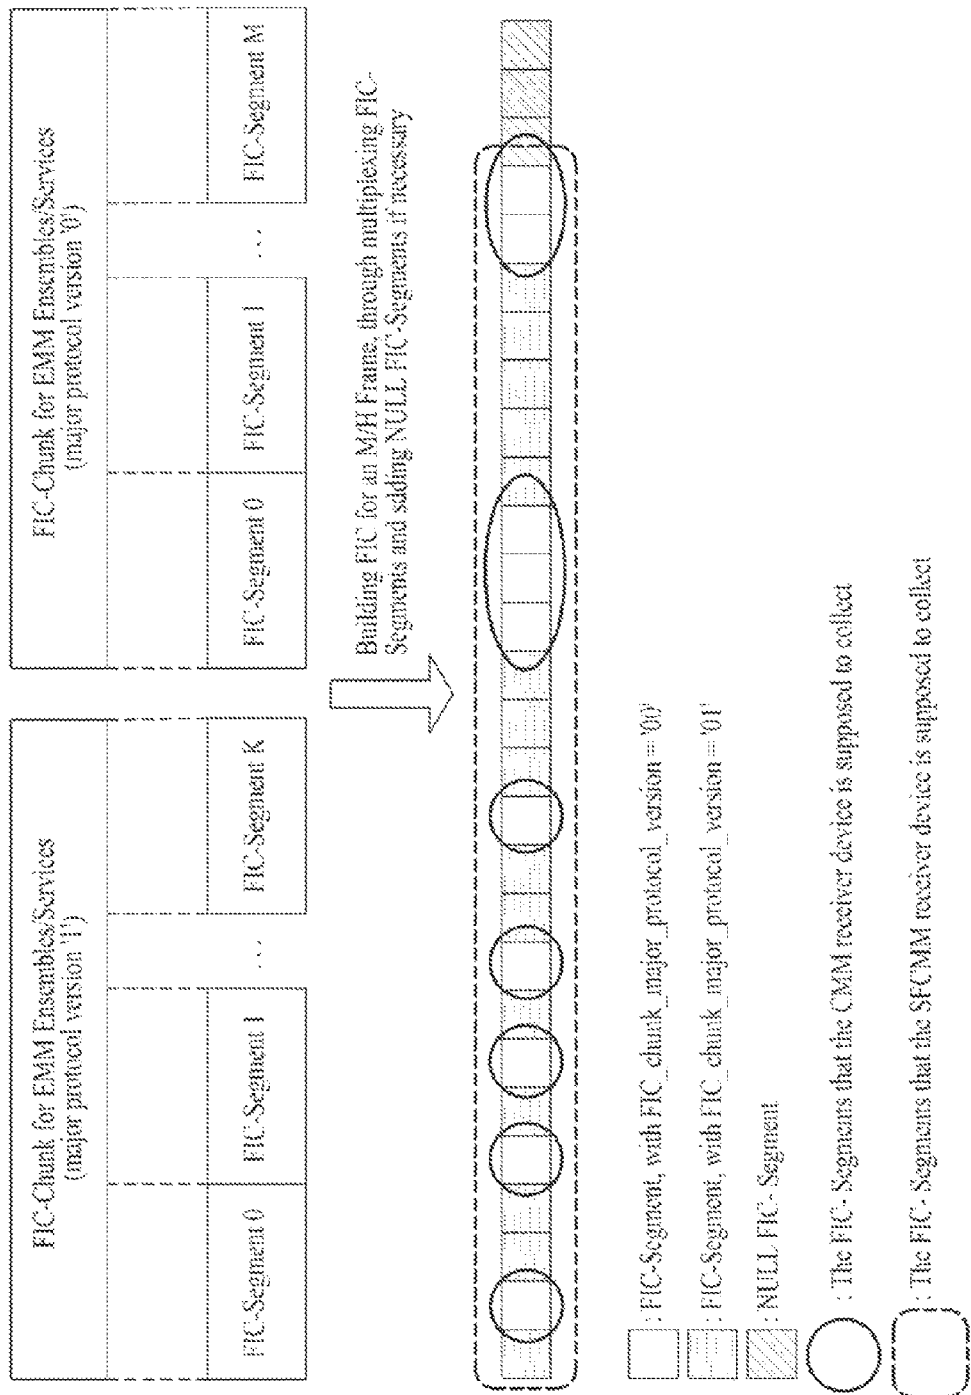 FIC-Chunk for EMM Ensembles/Services
(major protocol version '1')
FIC-Segment 0
FIC-Segment 1
...
FIC-Segment K
FIC-Chunk for EMM Ensembles/Services
(major protocol version '0')
FIC-Segment 0
FIC-Segment 1
...
FIC-Segment M
Building FIC for an M/H Frame, through multiplexing FIC-
Segments and sdding NULL FIC-Segments if necessary
: FIC-Segment, with FIC_chunk_major_protocal_version = '00'
: FIC-Segment, with FIC_chunk_major_protocal_version = '01'
: NULL FIC- Segment
: The FIC- Segments that the CMM receiver device is supposed to collect
: The FIC- Segments that the SFCMM receiver device is supposed to collect